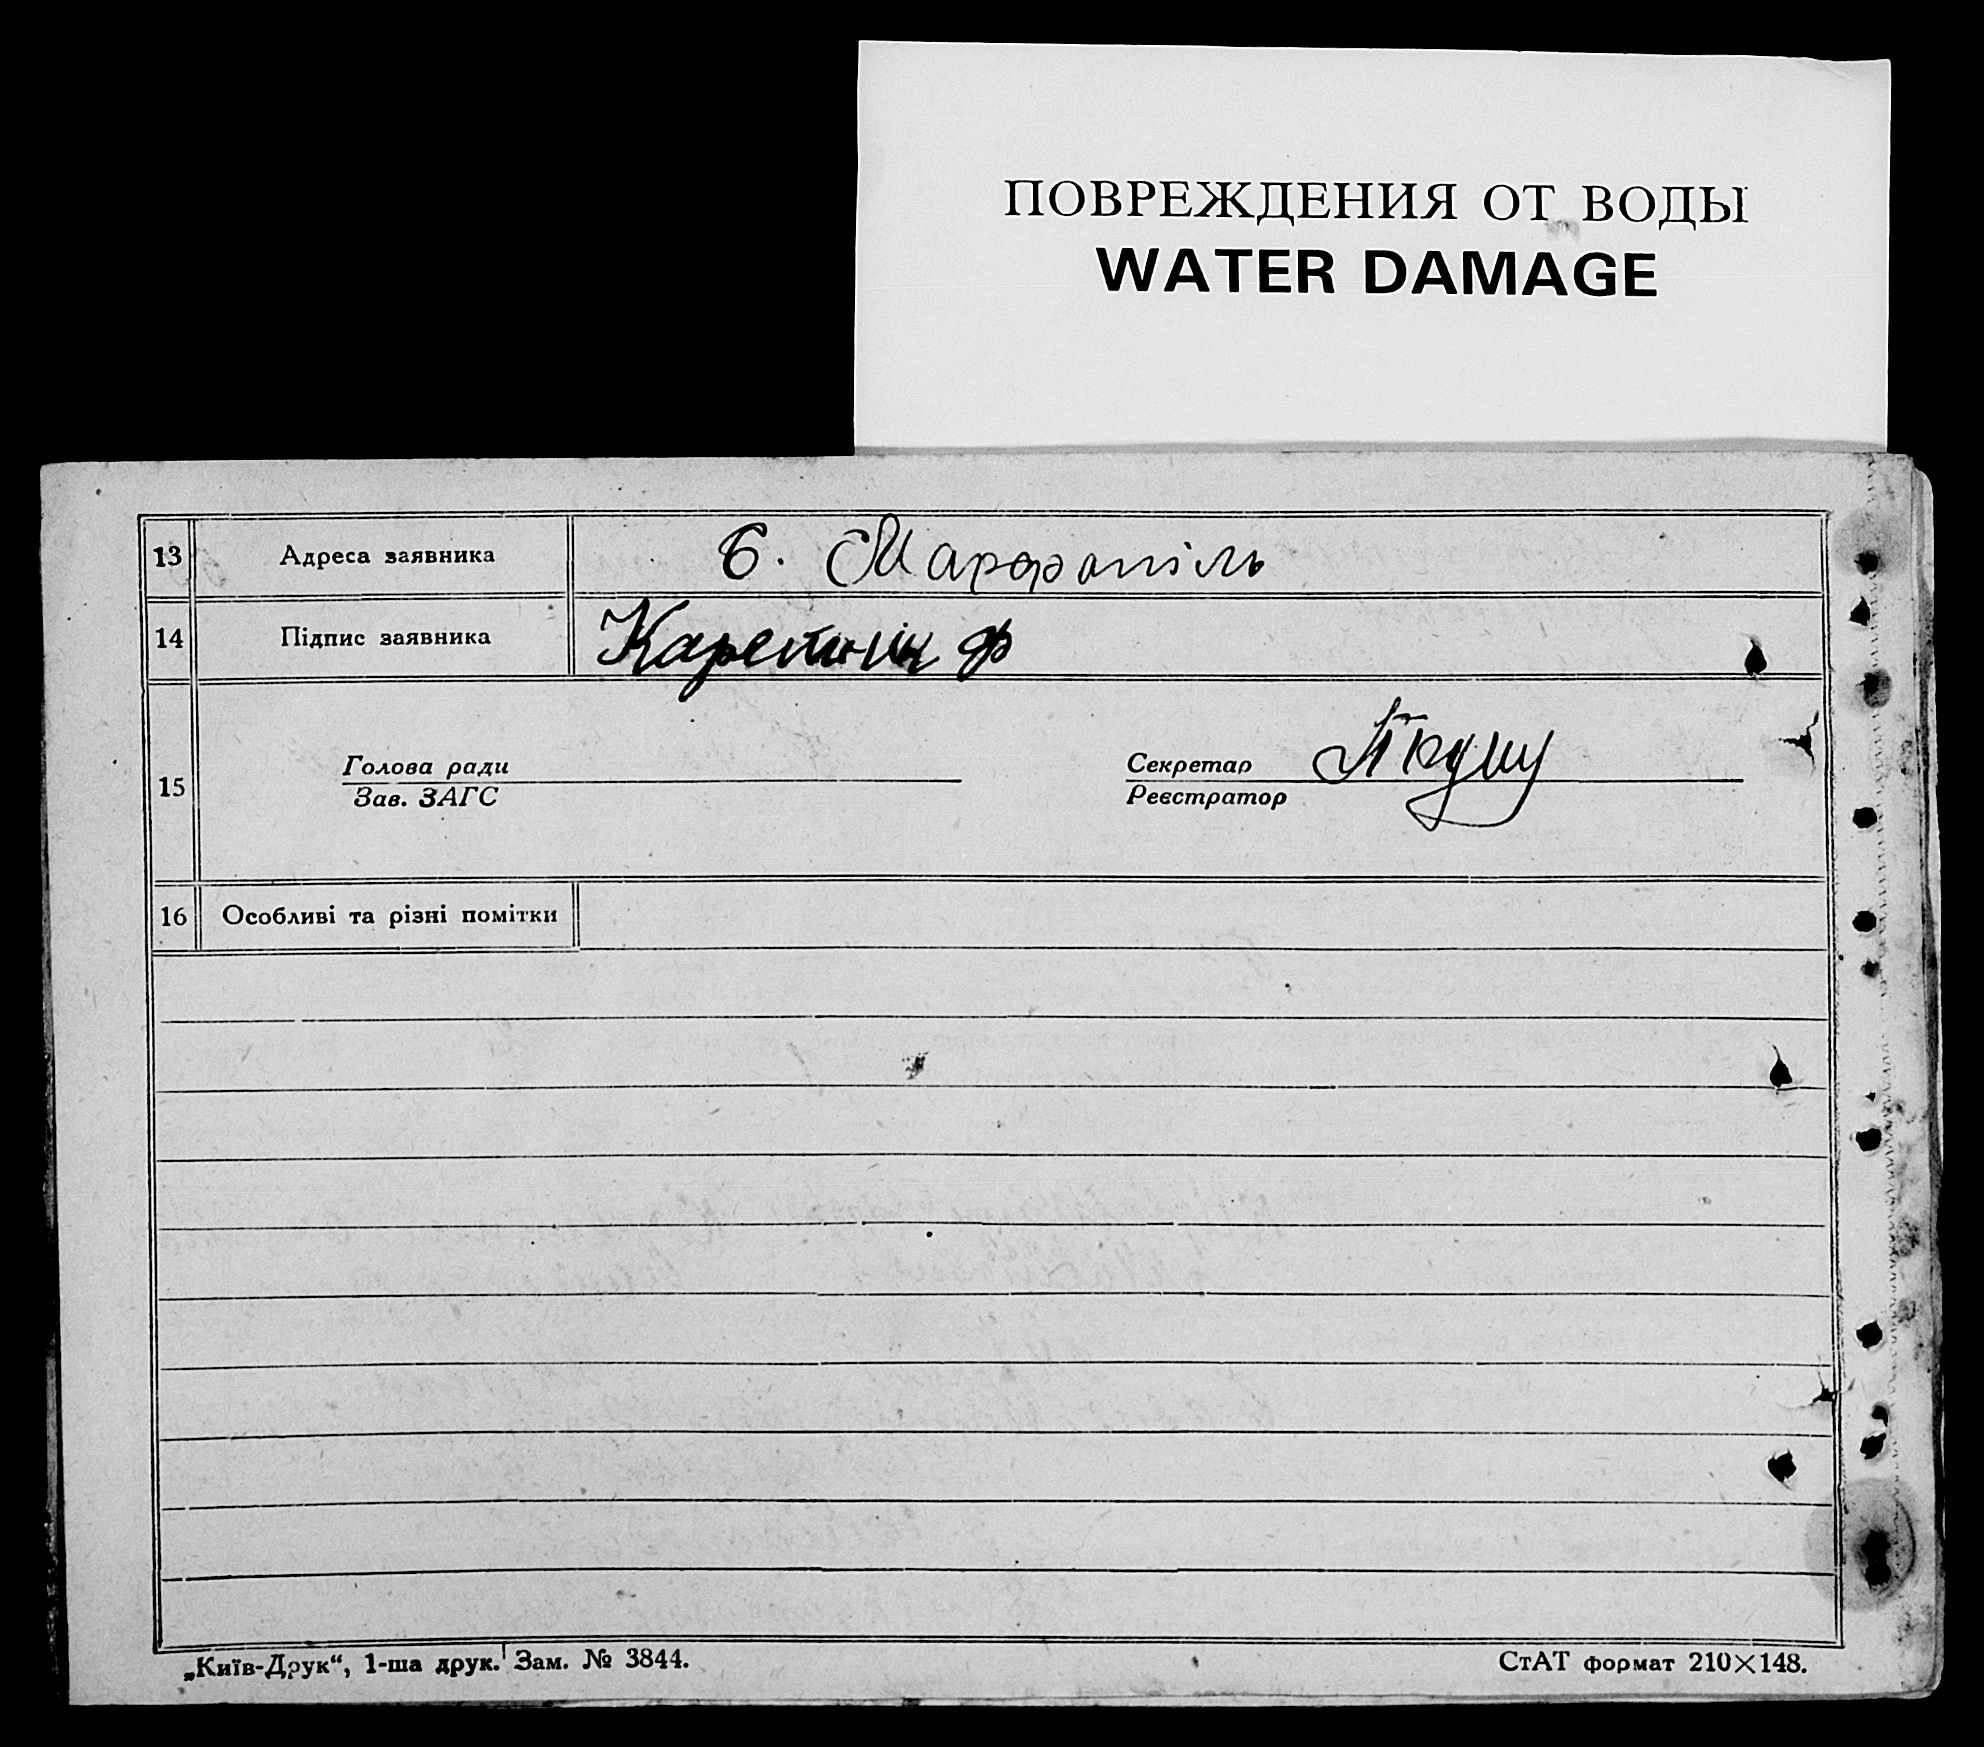 ПОВРЕЖДЕНИЯ ОТ ВОДЫ
WATER DAMAGE
13 Адреса заявника
14 Підпис заявника
Голова ради Секретар
15 Зав. ЗАГС Реєстратор
16 Особливі та різні помітки
„Київ-Друк“, 1-ша друк. Зам. № 3844. СтАТ формат 210×148.